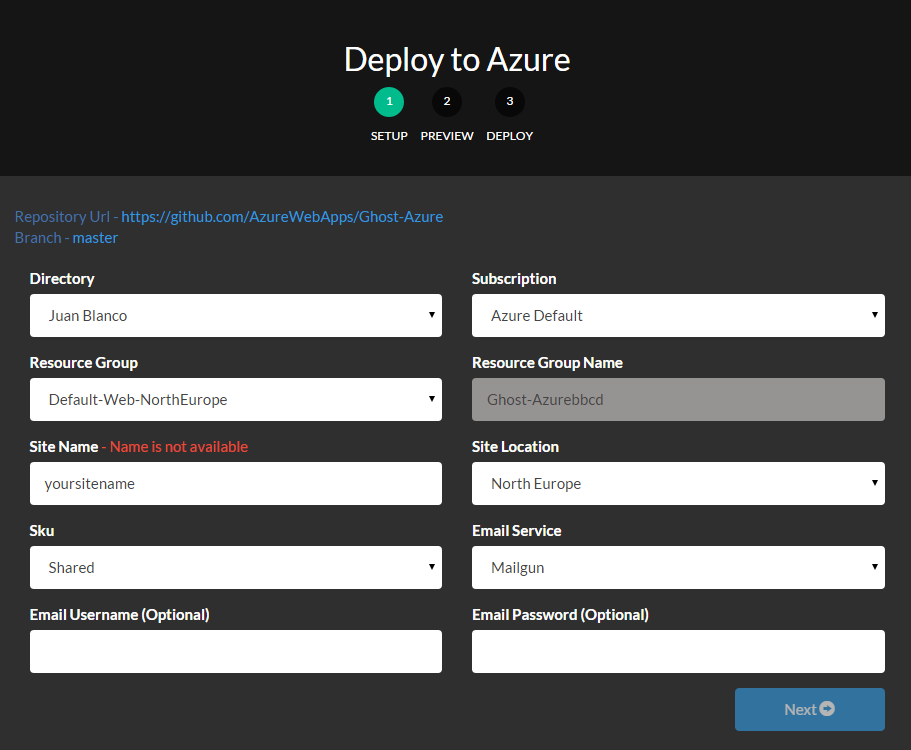 Deploy to Azure
1 2 3
SETUP PREVIEW DEPLOY
Repository Url - https://github.com/AzureWebApps/Ghost-Azure
Branch - master
Directory Subscription
Juan Blanco Azure Default
Resource Group Resource Group Name
Default-Web-NorthEurope Ghost-Azurebbcd
Site Name - Name is not available Site Location
yoursitename North Europe
Sku Email Service
Shared Mailgun
Email Username (Optional) Email Password (Optional)
Next